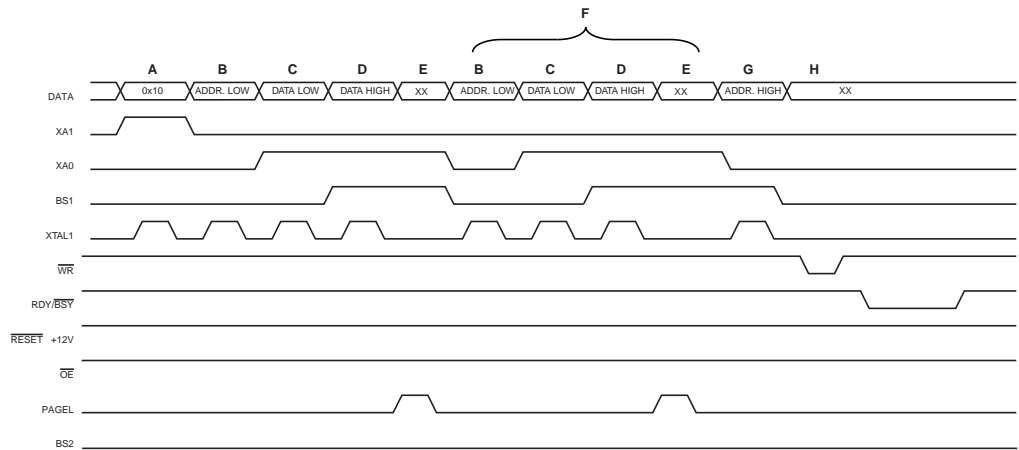 F
A B C D E B C D E G H
DATA 0x10 ADDR. LOW DATA LOW DATA HIGH XX ADDR. LOW DATA LOW DATA HIGH XX ADDR. HIGH XX
XA1
XA0
BS1
XTAL1
WR
RDY/BSY
RESET +12V
OE
PAGEL
BS2